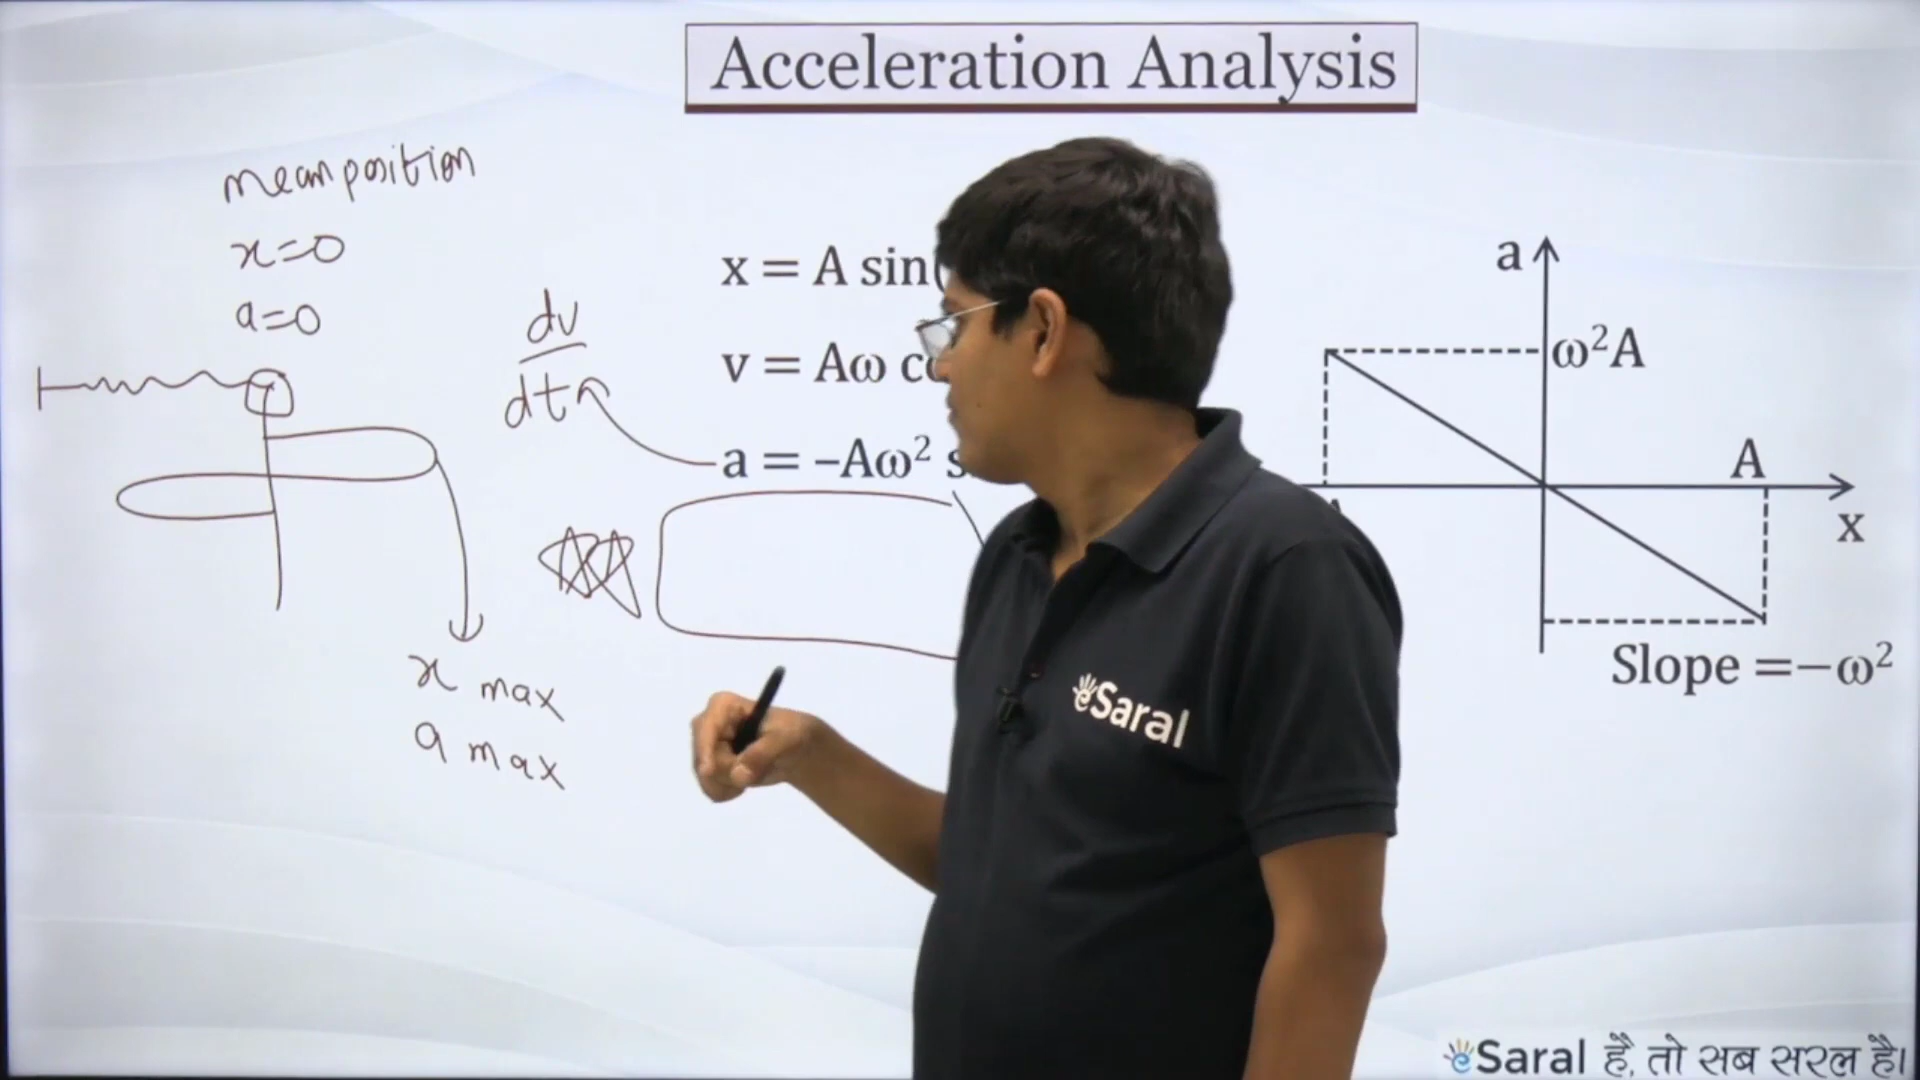 Acceleration Analysis
mean position
x=0
a=0
dv
dt
x = A sin(
v = Aω c
a = –Aω²
x max
a max
a
ω²A
A
x
Slope =–ω²
eSaral
eSaral है, तो सब सरल है।